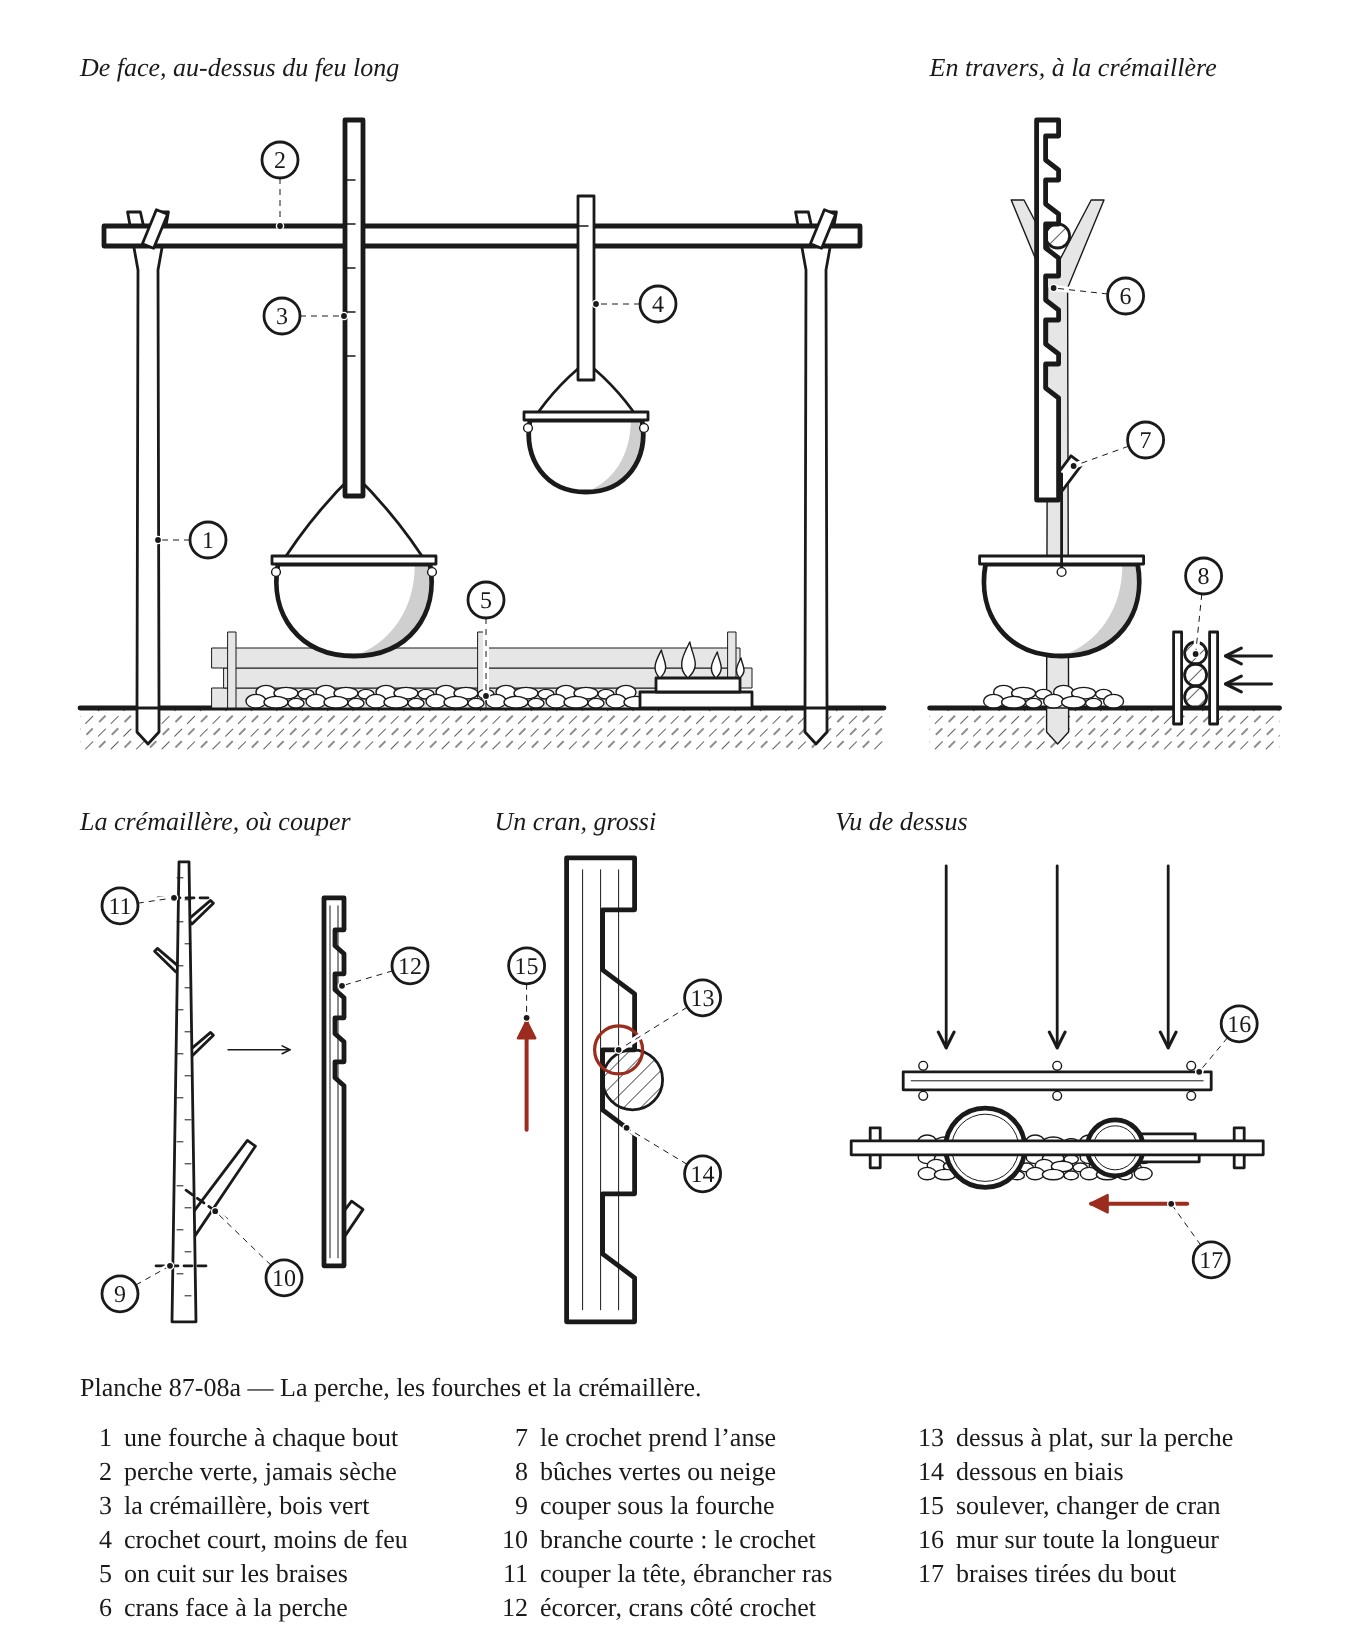 De face, au-dessus du feu long
En travers, à la crémaillère
2
3
4
6
7
1
5
8
La crémaillère, où couper
Un cran, grossi
Vu de dessus
11
12
15
13
16
14
10
9
17
Planche 87-08a — La perche, les fourches et la crémaillère.
1 une fourche à chaque bout
2 perche verte, jamais sèche
3 la crémaillère, bois vert
4 crochet court, moins de feu
5 on cuit sur les braises
6 crans face à la perche
7 le crochet prend l’anse
8 bûches vertes ou neige
9 couper sous la fourche
10 branche courte : le crochet
11 couper la tête, ébrancher ras
12 écorcer, crans côté crochet
13 dessus à plat, sur la perche
14 dessous en biais
15 soulever, changer de cran
16 mur sur toute la longueur
17 braises tirées du bout